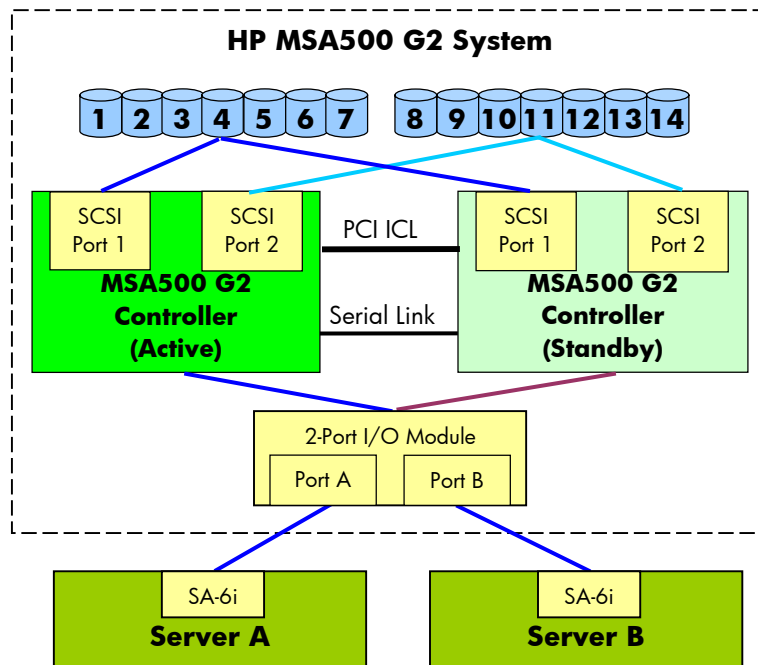 HP MSA500 G2 System
1 2 3 4 5 6 7 8 9 10 11 12 13 14
SCSI
Port 1
SCSI
Port 2
MSA500 G2
Controller
(Active)
PCI ICL
Serial Link
SCSI
Port 1
SCSI
Port 2
MSA500 G2
Controller
(Standby)
2-Port I/O Module
Port A
Port B
SA-6i
Server A
SA-6i
Server B